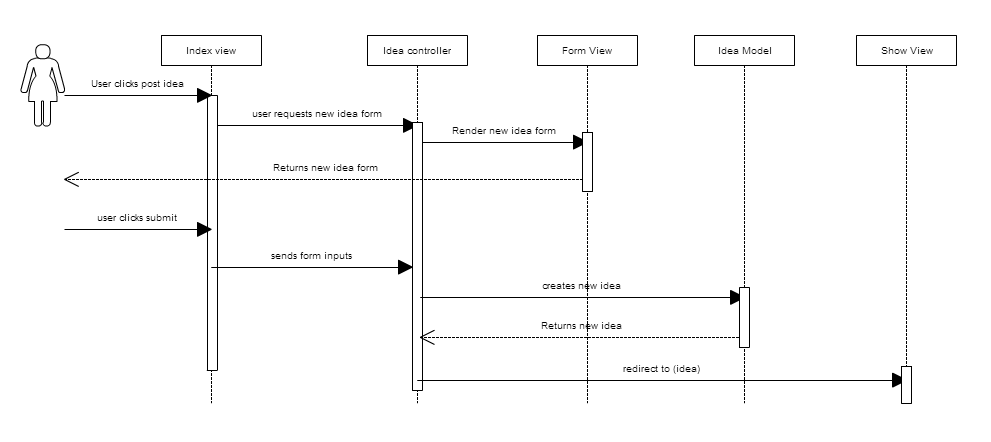 Index view
Idea controller
Form View
Idea Model
Show View
User clicks post idea
user requests new idea form
Render new idea form
Returns new idea form
user clicks submit
sends form inputs
creates new idea
Returns new idea
redirect to (idea)